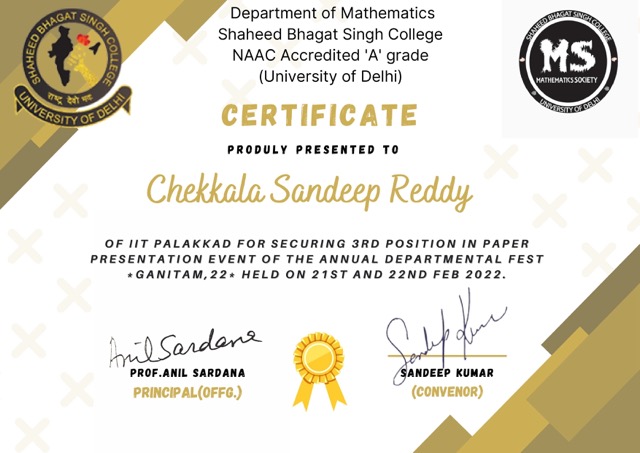 Department of Mathematics
Shaheed Bhagat Singh College
NAAC Accredited 'A' grade
(University of Delhi)
SHAHEED BHAGAT SINGH COLLEGE
राष्ट्र देवो भव
UNIVERSITY OF DELHI
SHAHEED BHAGAT SINGH COLLEGE
MS
MATHEMATICS SOCIETY
UNIVERSITY OF DELHI
CERTIFICATE
PRODULY PRESENTED TO
Chekkala Sandeep Reddy
OF IIT PALAKKAD FOR SECURING 3RD POSITION IN PAPER
PRESENTATION EVENT OF THE ANNUAL DEPARTMENTAL FEST
*GANITAM,22* HELD ON 21ST AND 22ND FEB 2022.
Anil Sardana
Sandeep Kumar
PROF.ANIL SARDANA
SANDEEP KUMAR
PRINCIPAL(OFFG.)
(CONVENOR)